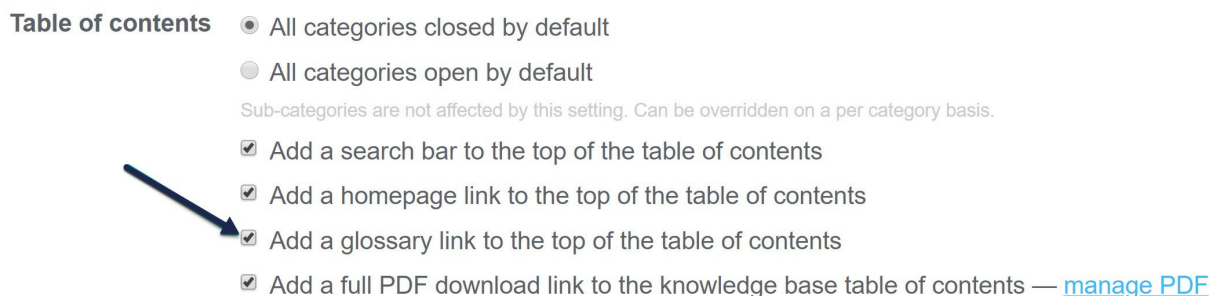 Table of contents All categories closed by default
All categories open by default
Sub-categories are not affected by this setting. Can be overridden on a per category basis.
Add a search bar to the top of the table of contents
Add a homepage link to the top of the table of contents
Add a glossary link to the top of the table of contents
Add a full PDF download link to the knowledge base table of contents — manage PDF